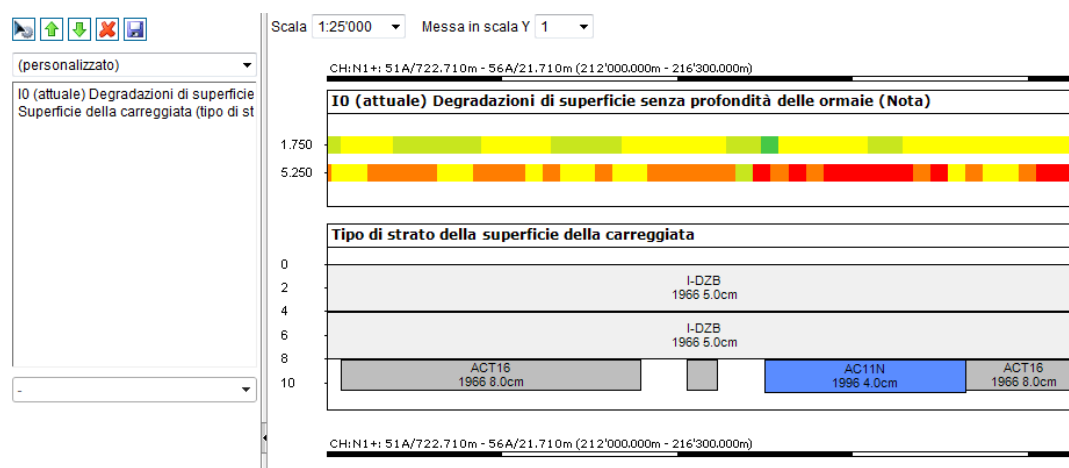 Scala 1:25'000 Messa in scala Y 1
(personalizzato)
I0 (attuale) Degradazioni di superficie
Superficie della carreggiata (tipo di st
-
CH:N1+: 51A/722.710m - 56A/21.710m (212'000.000m - 216'300.000m)
I0 (attuale) Degradazioni di superficie senza profondità delle ormaie (Nota)
1.750
5.250
Tipo di strato della superficie della carreggiata
0
2
4
6
8
10
I-DZB
1966 5.0cm
I-DZB
1966 5.0cm
ACT16
1966 8.0cm
AC11N
1996 4.0cm
ACT16
1966 8.0cm
CH:N1+: 51A/722.710m - 56A/21.710m (212'000.000m - 216'300.000m)